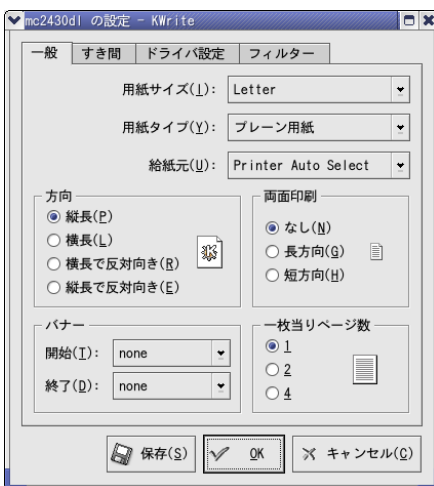 mc2430dl の設定 - KWrite
一般 すき間 ドライバ設定 フィルター
用紙サイズ(I): Letter
用紙タイプ(Y): プレーン用紙
給紙元(U): Printer Auto Select
方向
縦長(P)
横長(L)
横長で反対向き(R)
縦長で反対向き(E)
両面印刷
なし(N)
長方向(G)
短方向(H)
バナー
開始(T): none
終了(D): none
一枚当りページ数
1
2
4
保存(S) OK キャンセル(C)